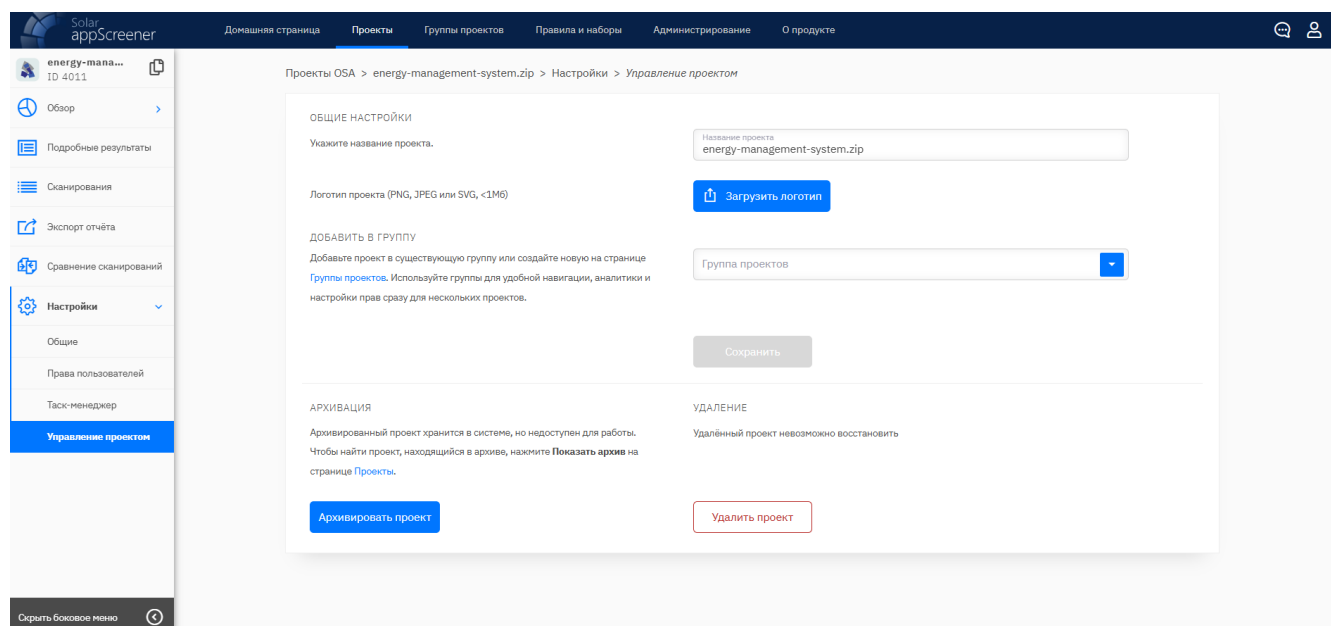 Solar
appScreener
Домашняя страница Проекты Группы проектов Правила и наборы Администрирование О продукте
energy-mana...
ID 4011
Обзор
Подробные результаты
Сканирования
Экспорт отчёта
Сравнение сканирований
Настройки
Общие
Права пользователей
Таск-менеджер
Управление проектом
Скрыть боковое меню
Проекты OSA > energy-management-system.zip > Настройки > Управление проектом
ОБЩИЕ НАСТРОЙКИ
Укажите название проекта.
Название проекта
energy-management-system.zip
Логотип проекта (PNG, JPEG или SVG, <1Мб)
Загрузить логотип
ДОБАВИТЬ В ГРУППУ
Добавьте проект в существующую группу или создайте новую на странице
Группы проектов. Используйте группы для удобной навигации, аналитики и
настройки прав сразу для нескольких проектов.
Группа проектов
Сохранить
АРХИВАЦИЯ
Архивированный проект хранится в системе, но недоступен для работы.
Чтобы найти проект, находящийся в архиве, нажмите Показать архив на
странице Проекты.
Архивировать проект
УДАЛЕНИЕ
Удалённый проект невозможно восстановить
Удалить проект